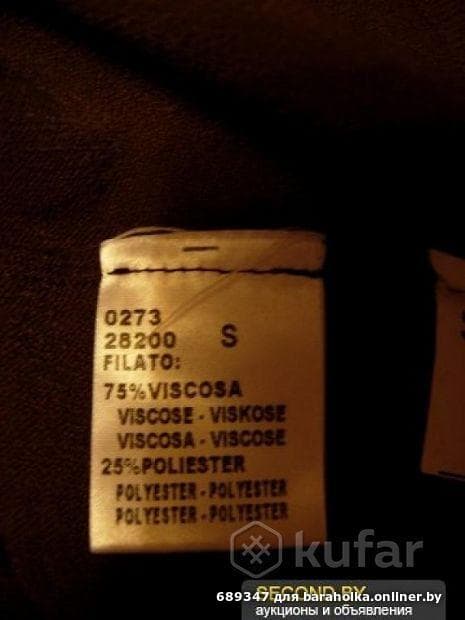 0273
28200 S
FILATO:
75%VISCOSA
VISCOSE - VISKOSE
VISCOSA - VISCOSE
25%POLIESTER
POLYESTER - POLYESTER
POLYESTER - POLYESTER
kufar
SECOND.BY
689347 для baraholka.onliner.by
аукционы и объявления